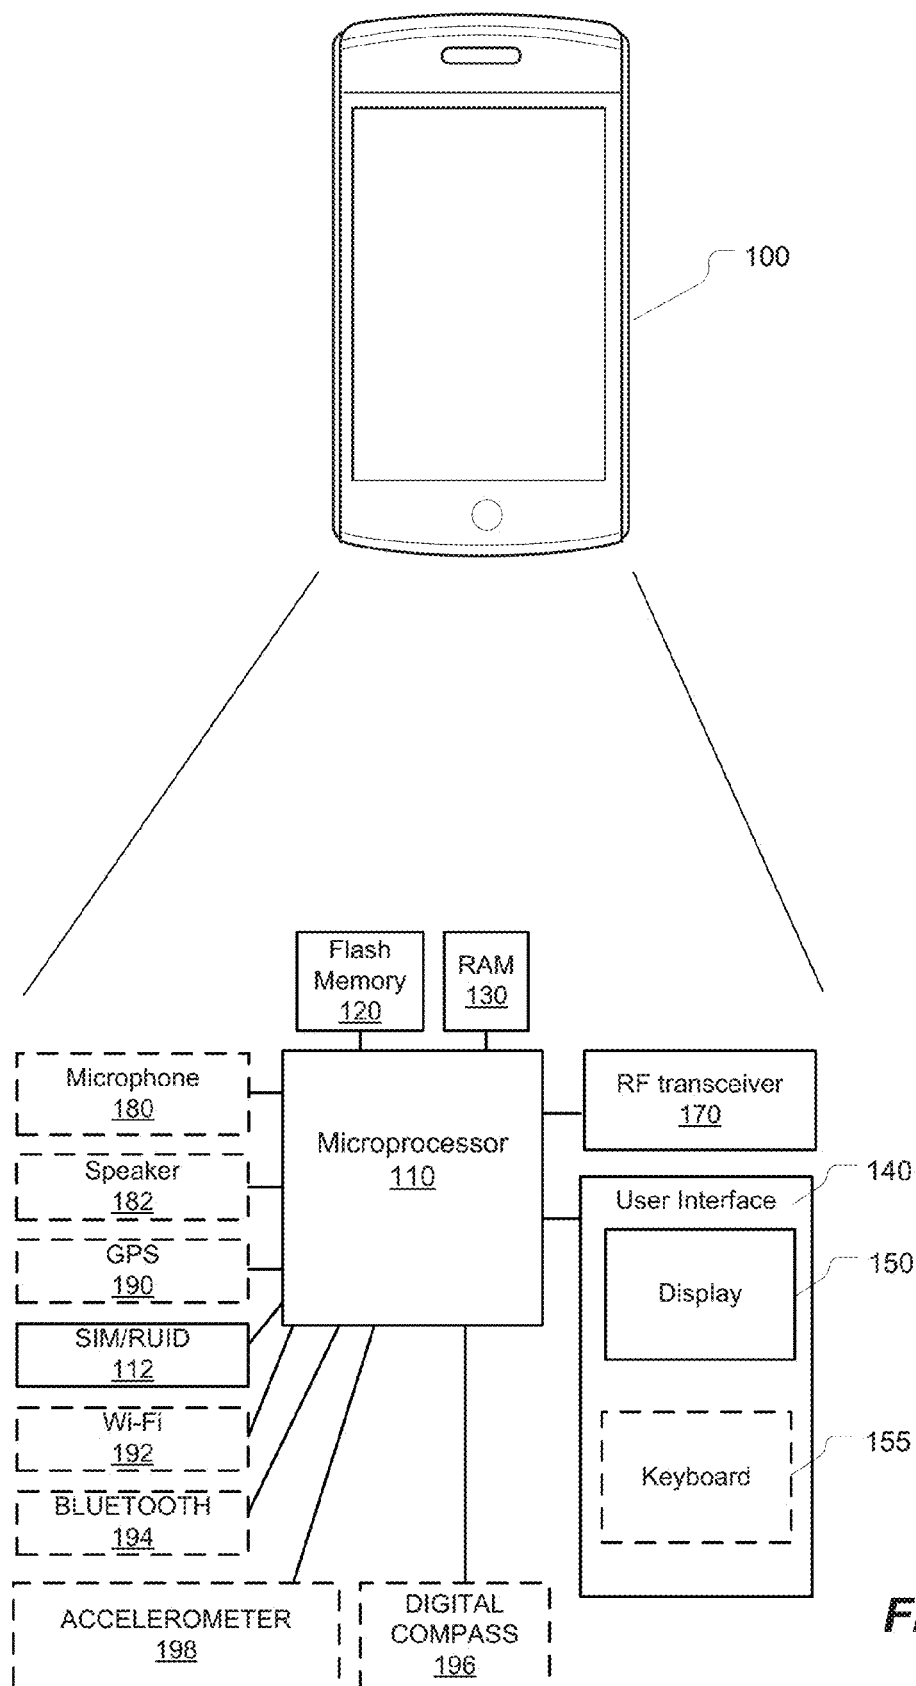 100
Flash
Memory
120
RAM
130
Microphone
180
Microprocessor
110
RF transceiver
170
Speaker
182
140
User Interface
GPS
190
150
Display
SIM/RUID
112
Wi-Fi
192
155
Keyboard
BLUETOOTH
194
ACCELEROMETER
198
DIGITAL
COMPASS
196